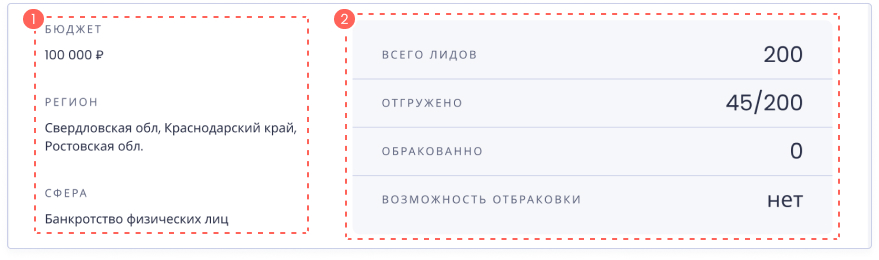 1
БЮДЖЕТ
100 000 ₽
РЕГИОН
Свердловская обл, Краснодарский край,
Ростовская обл.
СФЕРА
Банкротство физических лиц
2
ВСЕГО ЛИДОВ 200
ОТГРУЖЕНО 45/200
ОБРАКОВАННО 0
ВОЗМОЖНОСТЬ ОТБРАКОВКИ нет